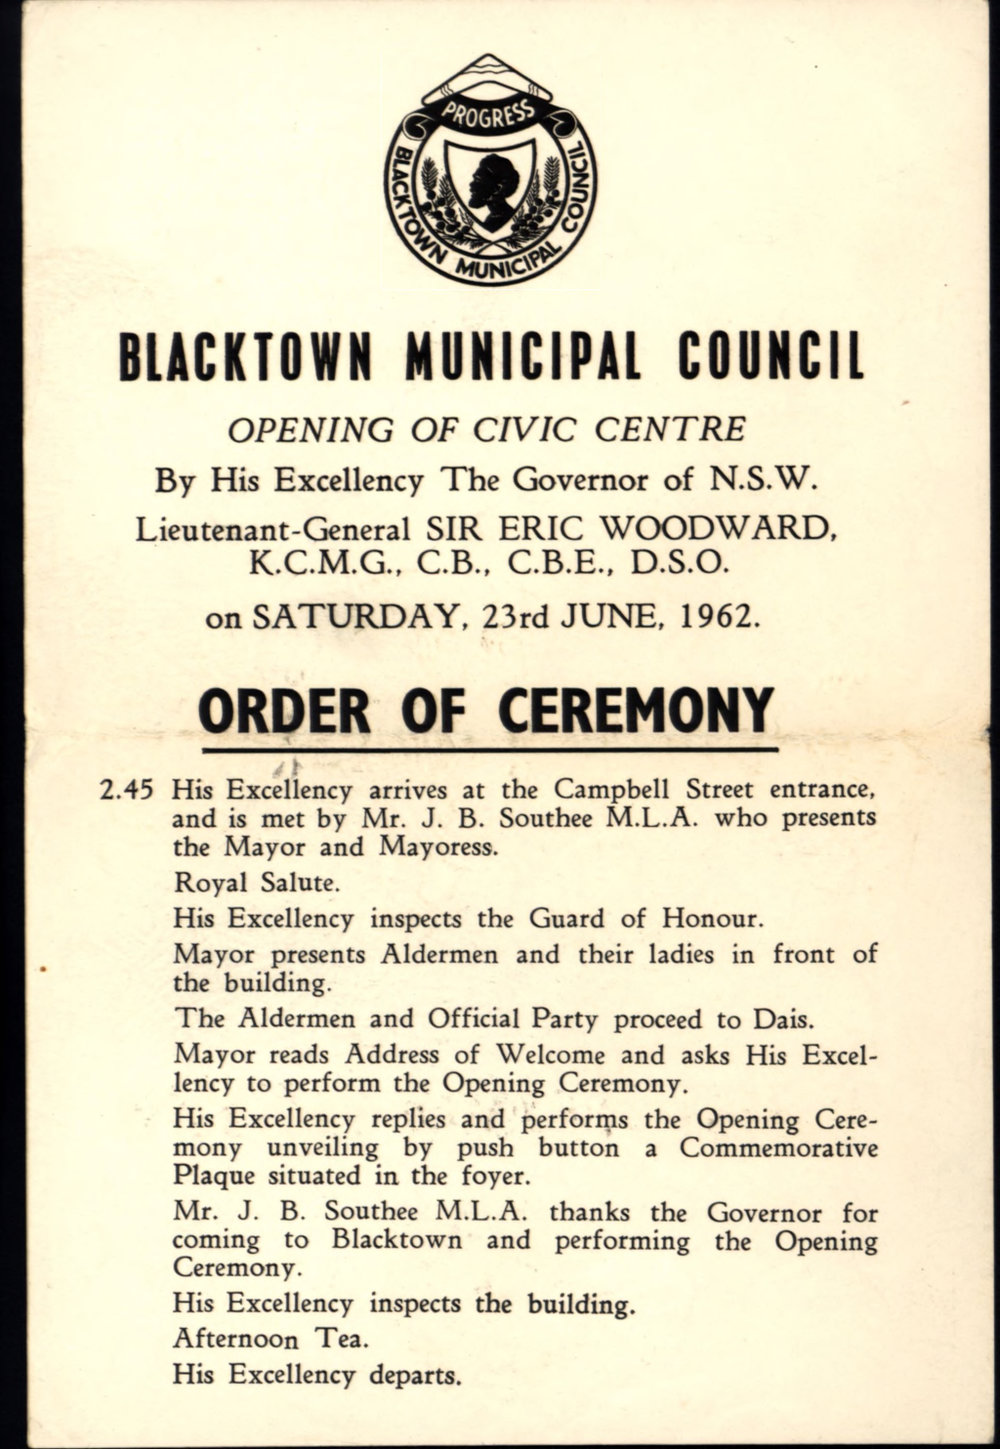 PROGRESS
BLACKTOWN MUNICIPAL COUNCIL
BLACKTOWN MUNICIPAL COUNCIL
OPENING OF CIVIC CENTRE
By His Excellency The Governor of N.S.W.
Lieutenant-General SIR ERIC WOODWARD,
K.C.M.G., C.B., C.B.E., D.S.O.
on SATURDAY, 23rd JUNE, 1962.
ORDER OF CEREMONY
2.45 His Excellency arrives at the Campbell Street entrance,
and is met by Mr. J. B. Southee M.L.A. who presents
the Mayor and Mayoress.
Royal Salute.
His Excellency inspects the Guard of Honour.
Mayor presents Aldermen and their ladies in front of
the building.
The Aldermen and Official Party proceed to Dais.
Mayor reads Address of Welcome and asks His Excel-
lency to perform the Opening Ceremony.
His Excellency replies and performs the Opening Cere-
mony unveiling by push button a Commemorative
Plaque situated in the foyer.
Mr. J. B. Southee M.L.A. thanks the Governor for
coming to Blacktown and performing the Opening
Ceremony.
His Excellency inspects the building.
Afternoon Tea.
His Excellency departs.